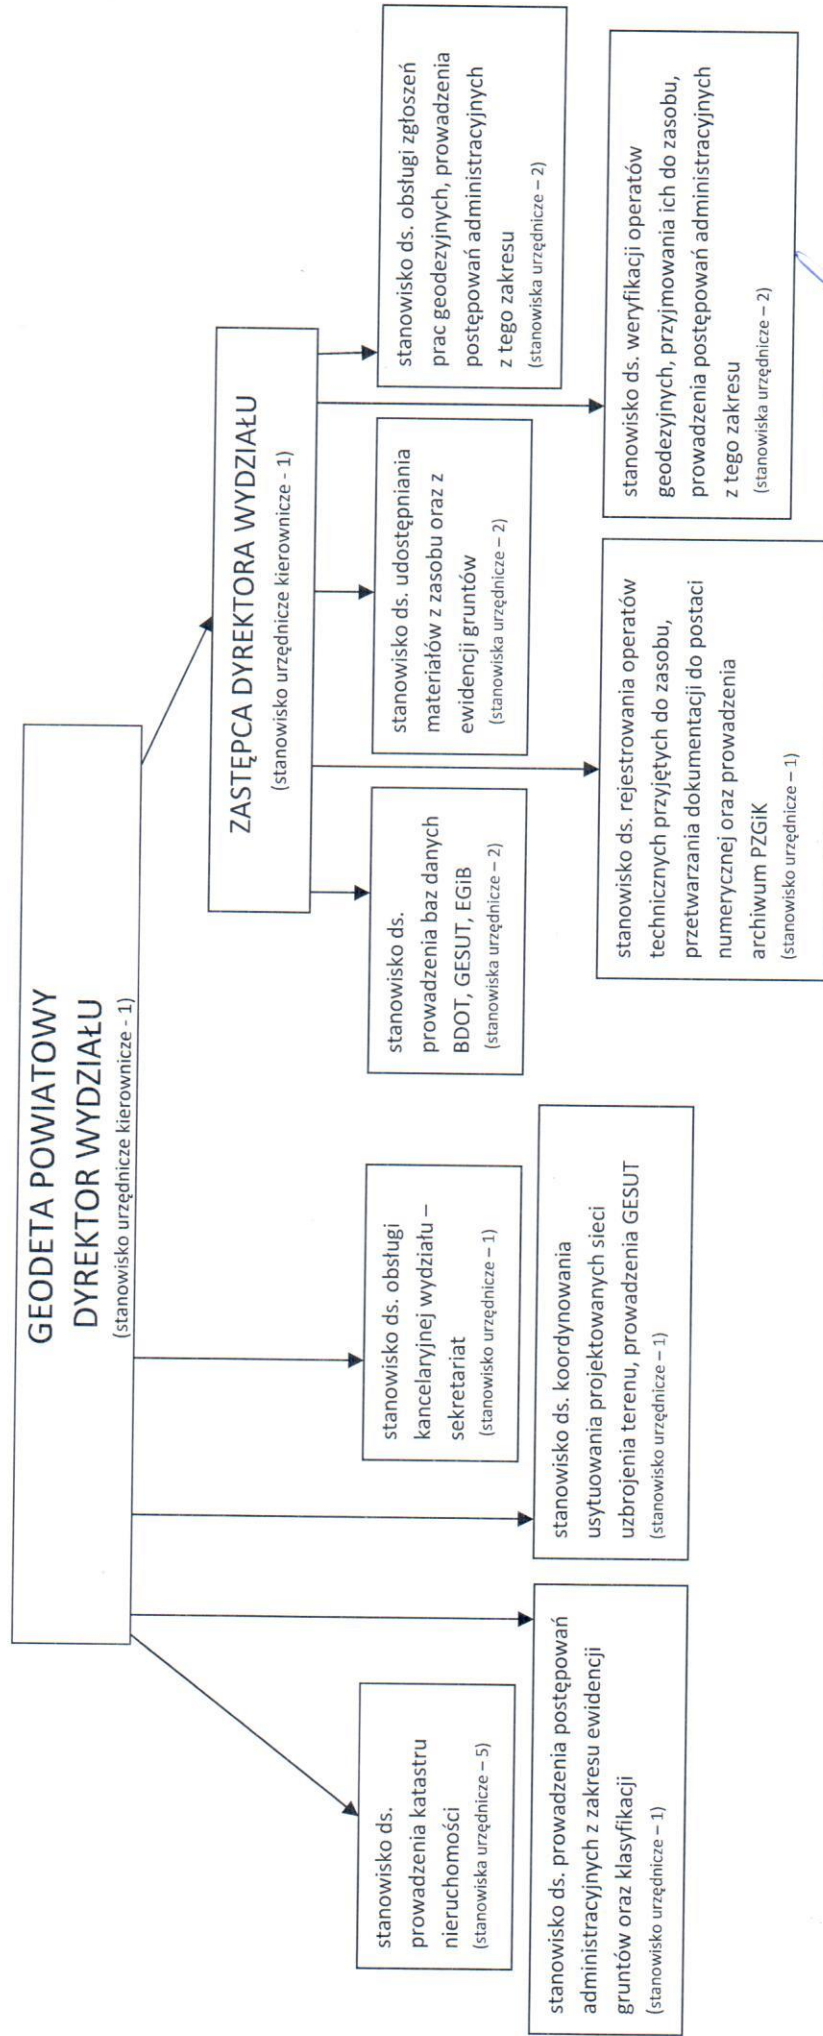 GEODETA POWIATOWY
DYREKTOR WYDZIAŁU
(stanowisko urzędnicze kierownicze - 1)
ZASTĘPCA DYREKTORA WYDZIAŁU
(stanowisko urzędnicze kierownicze - 1)
stanowisko ds.
prowadzenia katastru
nieruchomości
(stanowiska urzędnicze – 5)
stanowisko ds. obsługi
kancelaryjnej wydziału –
sekretariat
(stanowisko urzędnicze – 1)
stanowisko ds.
prowadzenia baz danych
BDOT, GESUT, EGiB
(stanowiska urzędnicze – 2)
stanowisko ds. udostępniania
materiałów z zasobu oraz z
ewidencji gruntów
(stanowiska urzędnicze – 2)
stanowisko ds. obsługi zgłoszeń
prac geodezyjnych, prowadzenia
postępowań administracyjnych
z tego zakresu
(stanowiska urzędnicze – 2)
stanowisko ds. prowadzenia postępowań
administracyjnych z zakresu ewidencji
gruntów oraz klasyfikacji
(stanowisko urzędnicze – 1)
stanowisko ds. koordynowania
usytuowania projektowanych sieci
uzbrojenia terenu, prowadzenia GESUT
(stanowisko urzędnicze – 1)
stanowisko ds. rejestrowania operatów
technicznych przyjętych do zasobu,
przetwarzania dokumentacji do postaci
numerycznej oraz prowadzenia
archiwum PZGiK
(stanowisko urzędnicze – 1)
stanowisko ds. weryfikacji operatów
geodezyjnych, przyjmowania ich do zasobu,
prowadzenia postępowań administracyjnych
z tego zakresu
(stanowiska urzędnicze – 2)